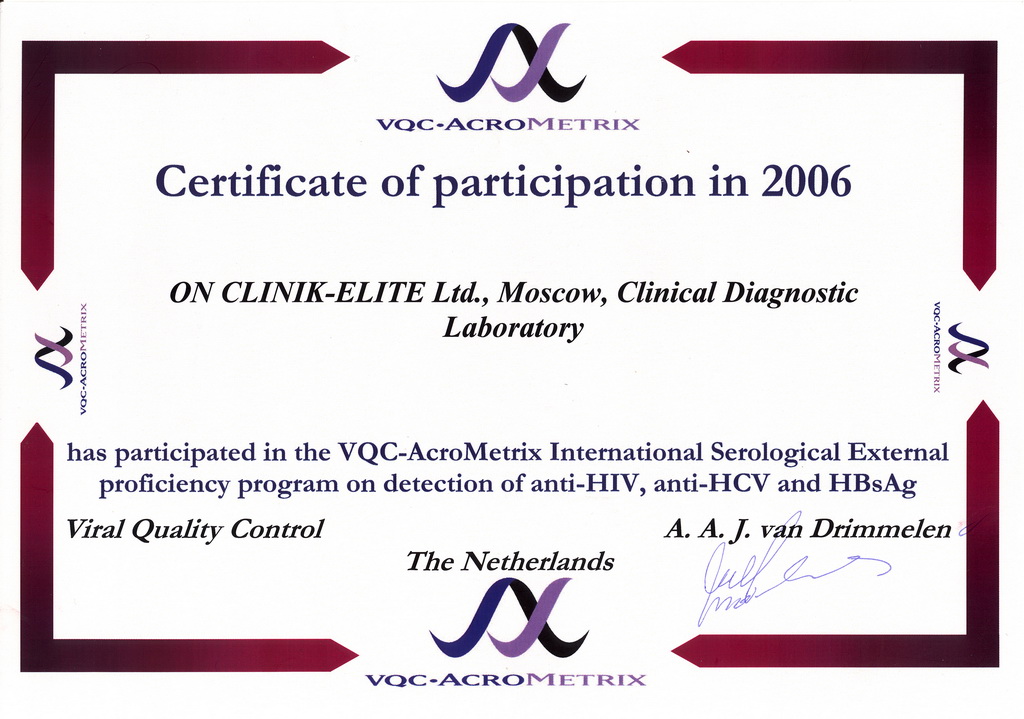 VQC•ACROMETRIX
Certificate of participation in 2006
ON CLINIK-ELITE Ltd., Moscow, Clinical Diagnostic
Laboratory
VQC•ACROMETRIX
VQC•ACROMETRIX
has participated in the VQC-AcroMetrix International Serological External
proficiency program on detection of anti-HIV, anti-HCV and HBsAg
Viral Quality Control
A. A. J. van Drimmelen
The Netherlands
VQC•ACROMETRIX